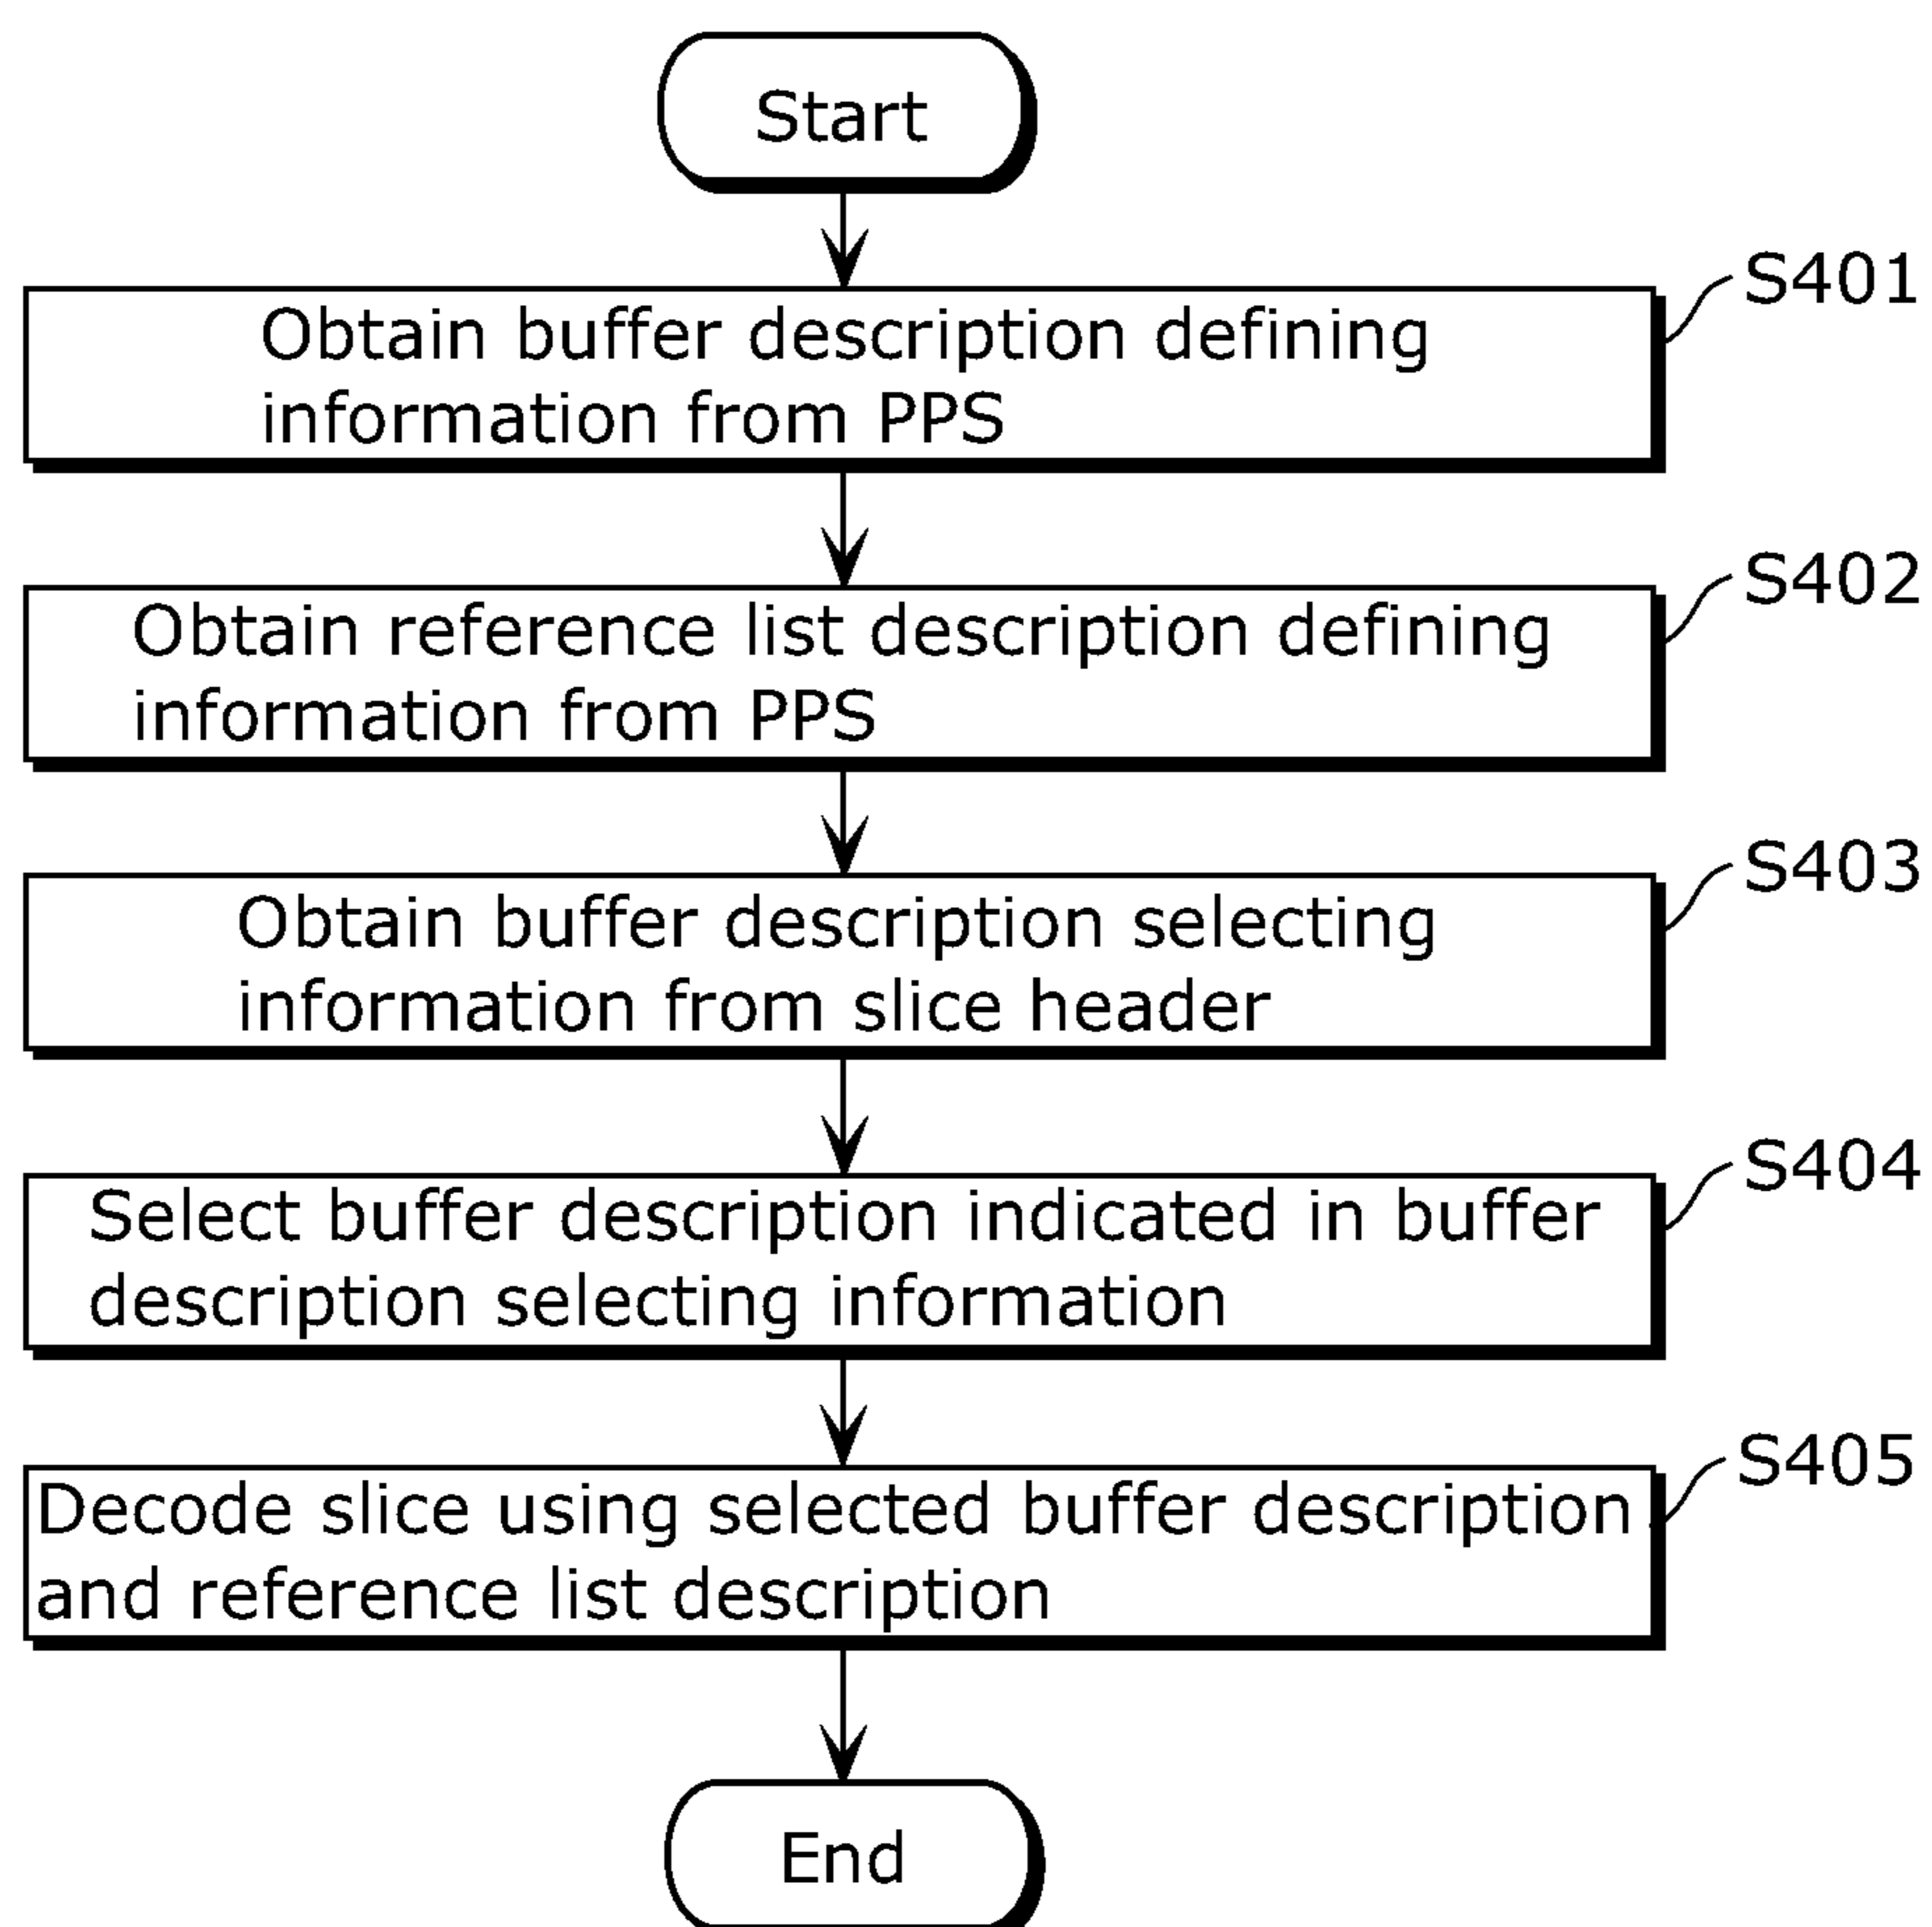 Start
S401
Obtain buffer description defining
information from PPS
S402
Obtain reference list description defining
information from PPS
S403
Obtain buffer description selecting
information from slice header
S404
Select buffer description indicated in buffer
description selecting information
S405
Decode slice using selected buffer description
and reference list description
End